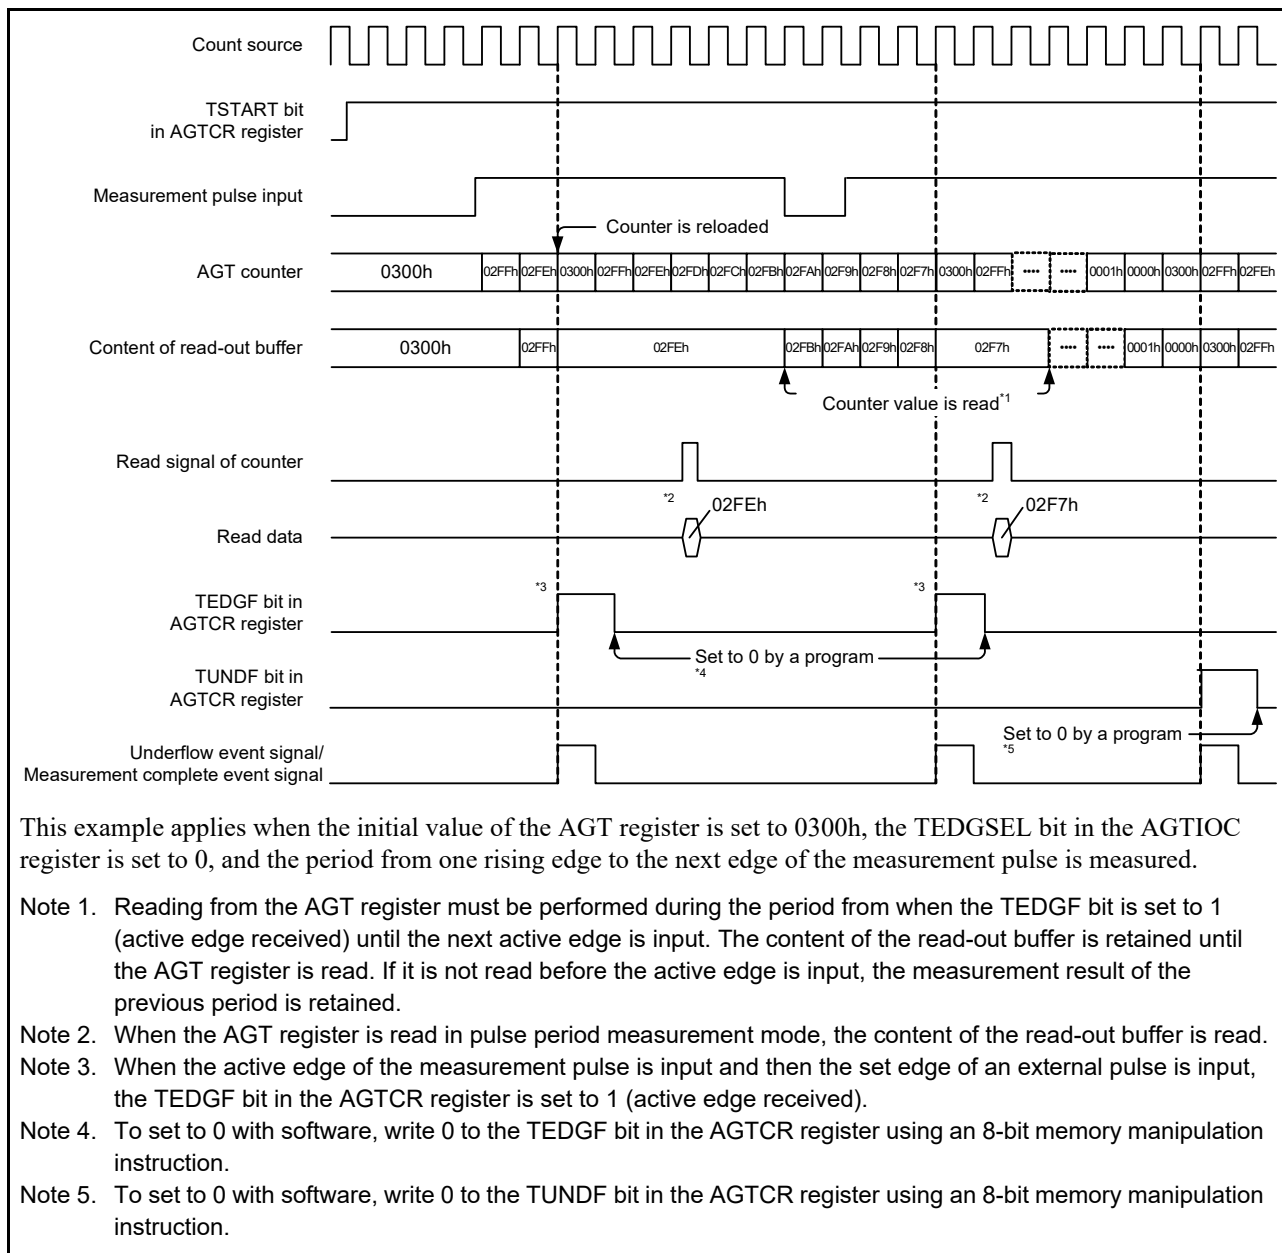 Count source
TSTART bit
in AGTCR register
Measurement pulse input
Counter is reloaded
AGT counter
0300h 02FFh 02FEh 0300h 02FFh 02FEh 02FDh 02FCh 02FBh 02FAh 02F9h 02F8h 02F7h 0300h 02FFh •••• •••• 0001h 0000h 0300h 02FFh 02FEh
Content of read-out buffer
0300h 02FFh 02FEh 02FBh 02FAh 02F9h 02F8h 02F7h •••• •••• 0001h 0000h 0300h 02FFh
Counter value is read*1
Read signal of counter
*2 02FEh *2 02F7h
Read data
*3 *3
TEDGF bit in
AGTCR register
Set to 0 by a program
*4
TUNDF bit in
AGTCR register
Set to 0 by a program
*5
Underflow event signal/
Measurement complete event signal
This example applies when the initial value of the AGT register is set to 0300h, the TEDGSEL bit in the AGTIOC
register is set to 0, and the period from one rising edge to the next edge of the measurement pulse is measured.
Note 1. Reading from the AGT register must be performed during the period from when the TEDGF bit is set to 1
(active edge received) until the next active edge is input. The content of the read-out buffer is retained until
the AGT register is read. If it is not read before the active edge is input, the measurement result of the
previous period is retained.
Note 2. When the AGT register is read in pulse period measurement mode, the content of the read-out buffer is read.
Note 3. When the active edge of the measurement pulse is input and then the set edge of an external pulse is input,
the TEDGF bit in the AGTCR register is set to 1 (active edge received).
Note 4. To set to 0 with software, write 0 to the TEDGF bit in the AGTCR register using an 8-bit memory manipulation
instruction.
Note 5. To set to 0 with software, write 0 to the TUNDF bit in the AGTCR register using an 8-bit memory manipulation
instruction.